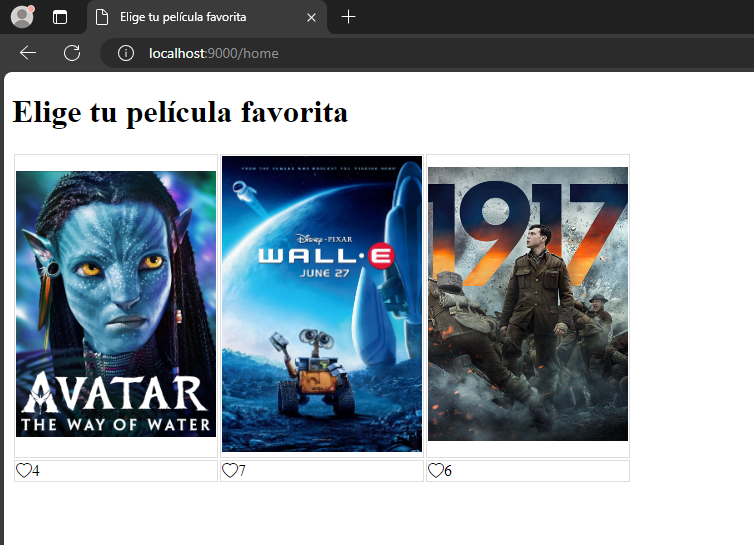 Elige tu película favorita
localhost:9000/home
Elige tu película favorita
AVATAR
THE WAY OF WATER
FROM THE HUMANS WHO BROUGHT YOU "FINDING NEMO"
DISNEY · PIXAR
WALL·E
JUNE 27
1917
4
7
6